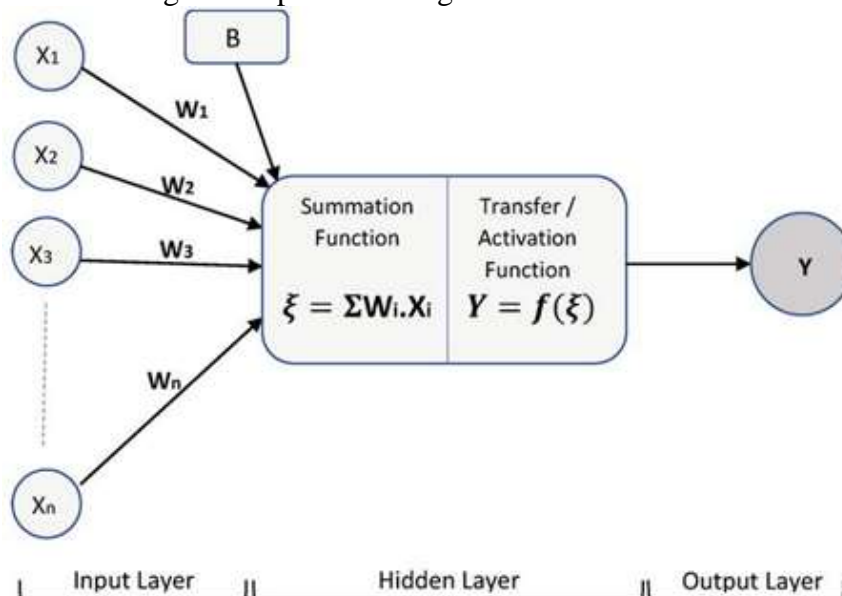 X1
B
W1
X2
W2
X3
W3
Summation
Function
ξ = ΣWi.Xi
Transfer /
Activation
Function
Y = f(ξ)
Y
Wn
Xn
Input Layer
Hidden Layer
Output Layer